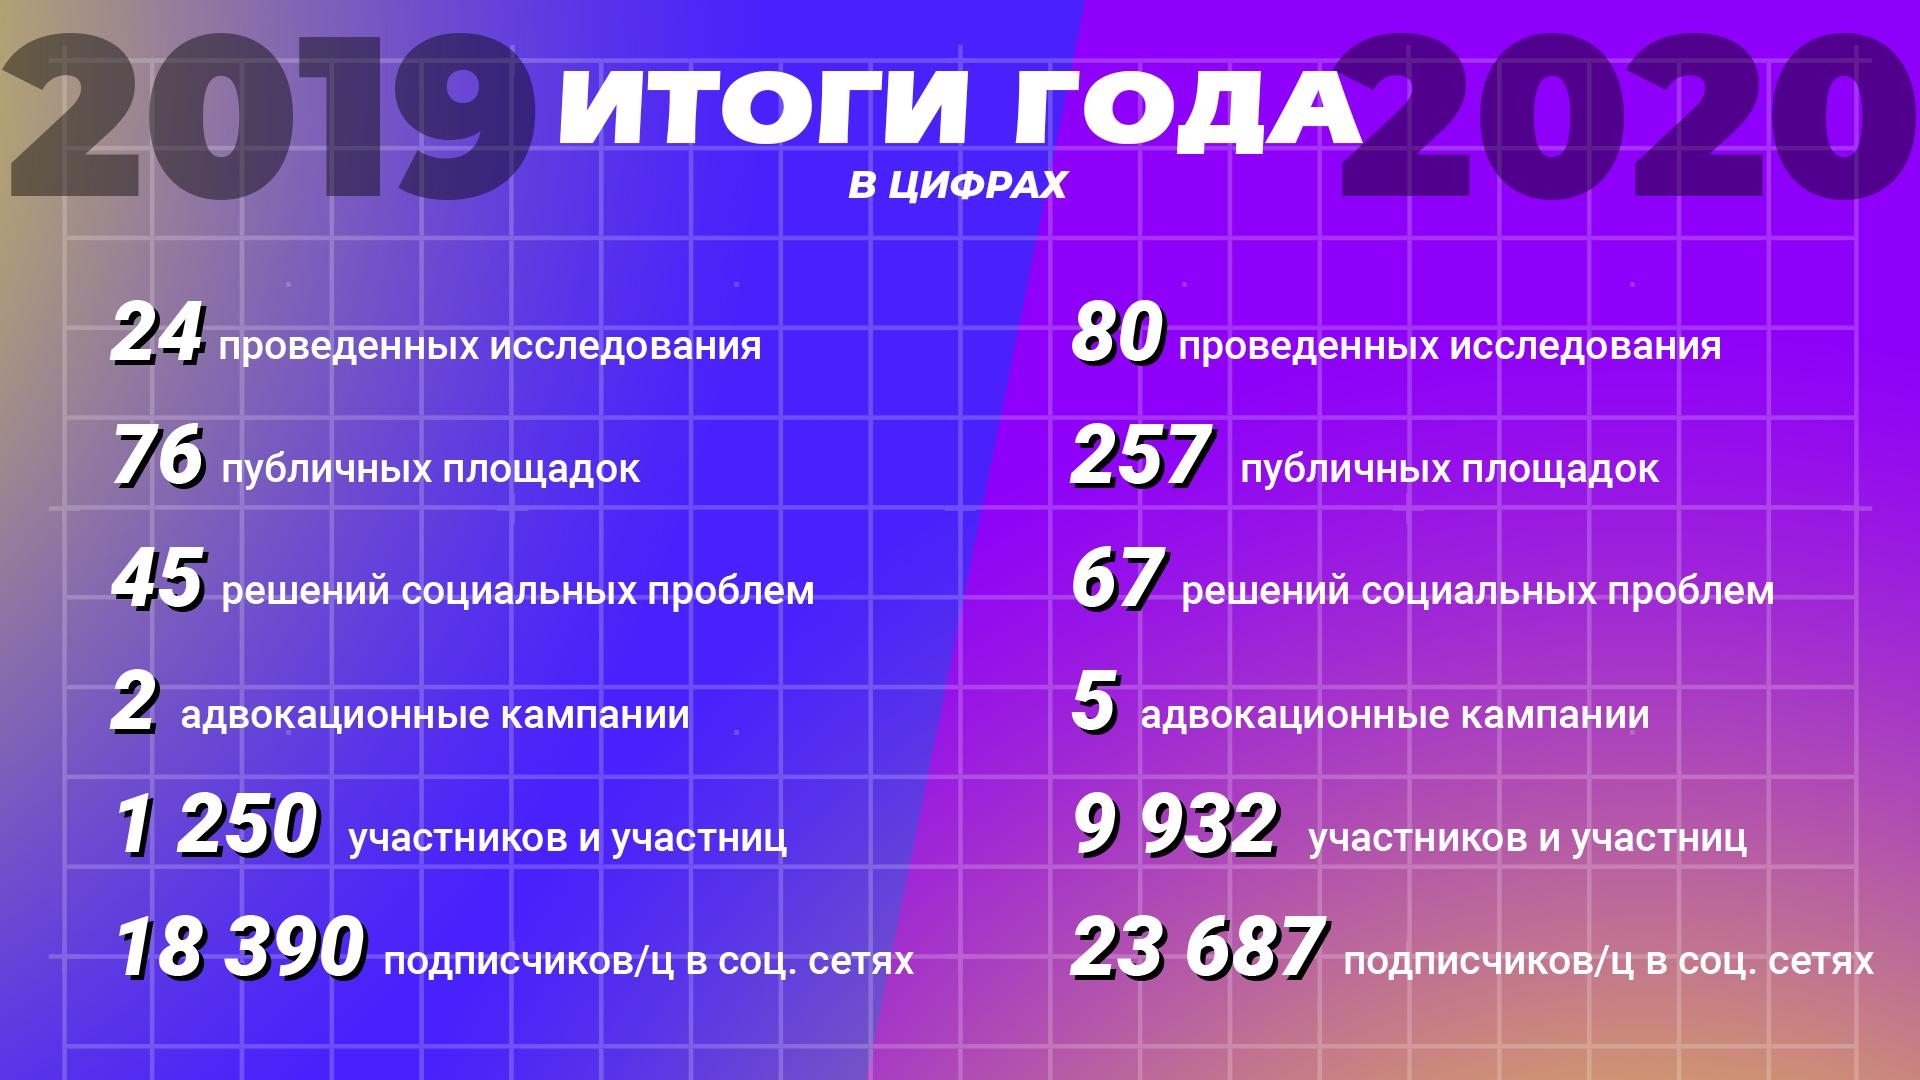 2019
ИТОГИ ГОДА
2020
В ЦИФРАХ
24 проведенных исследования
76 публичных площадок
45 решений социальных проблем
2 адвокационные кампании
1 250 участников и участниц
18 390 подписчиков/ц в соц. сетях
80 проведенных исследования
257 публичных площадок
67 решений социальных проблем
5 адвокационные кампании
9 932 участников и участниц
23 687 подписчиков/ц в соц. сетях